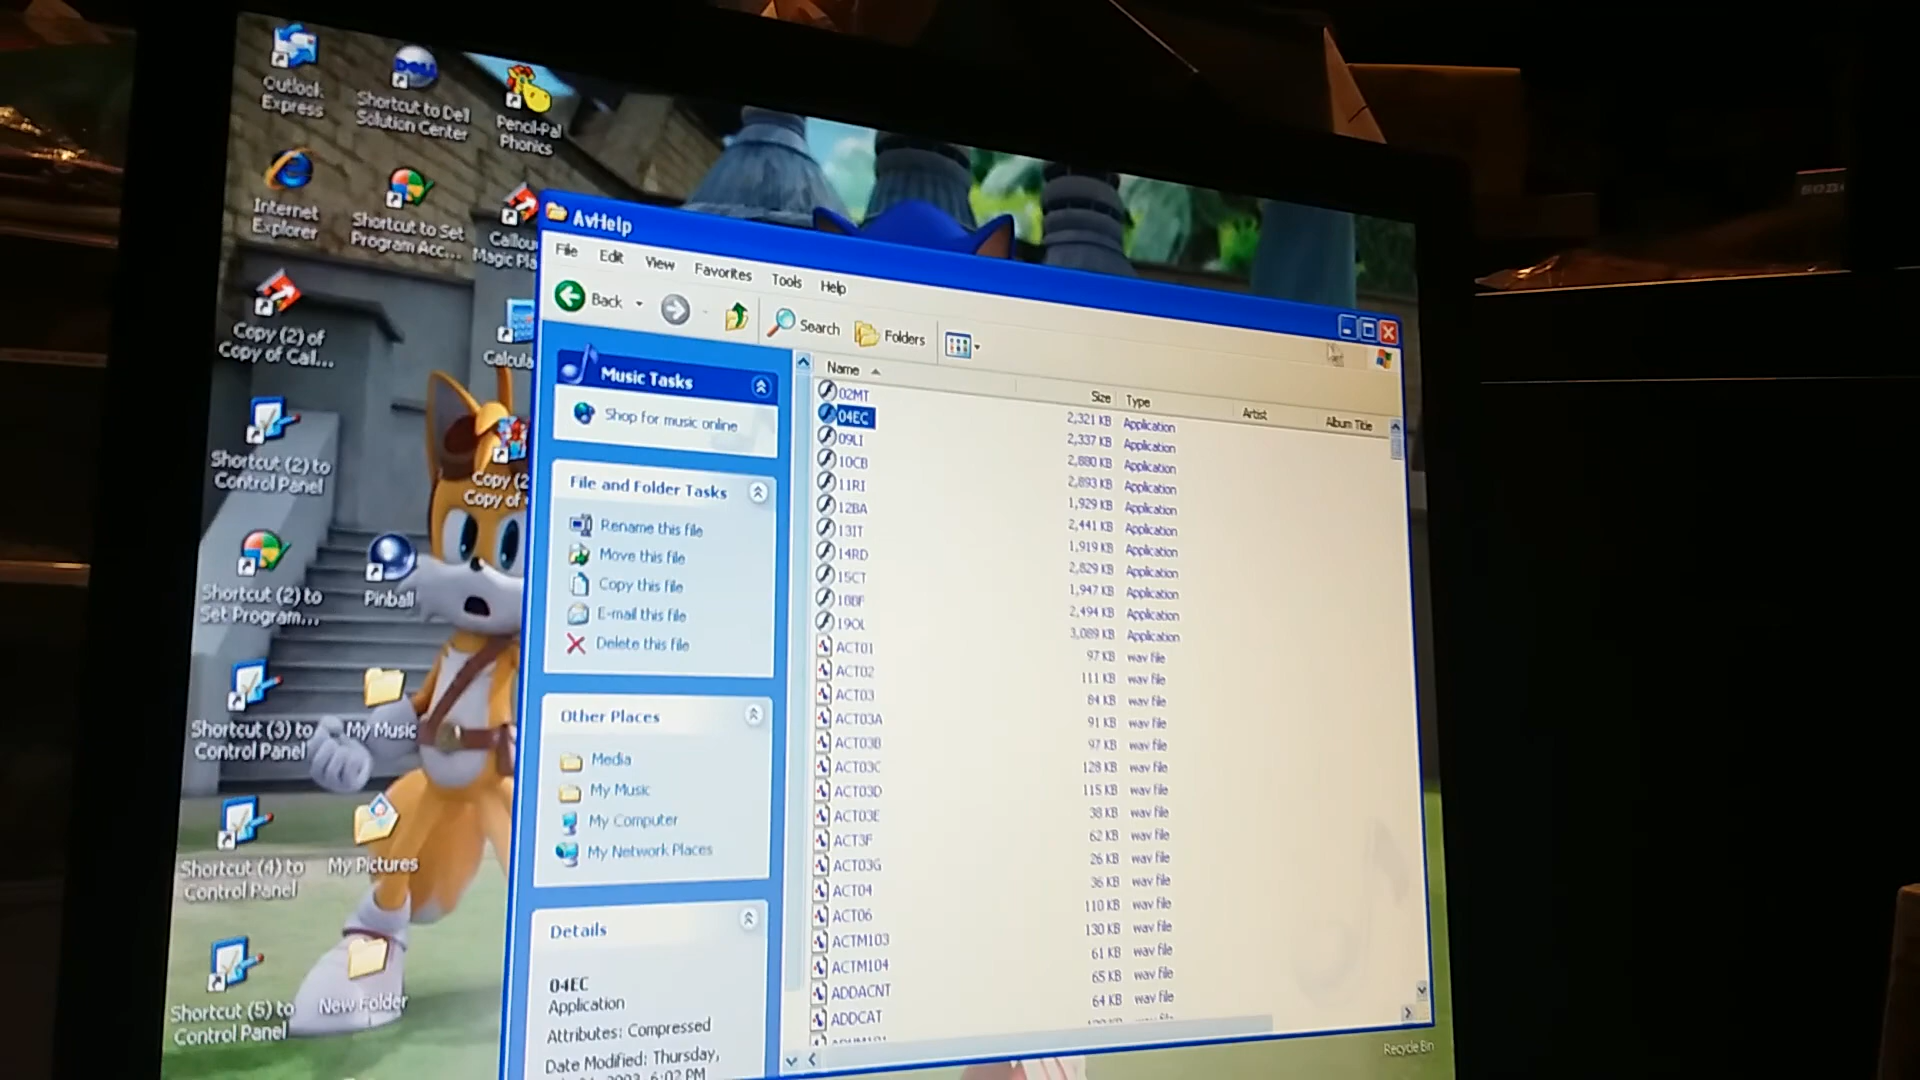 Outlook
Express
Shortcut to Dell
Solution Center
Pencil-Pal
Phonics
Internet
Explorer
Shortcut to Set
Program Acc...
Caillou
Magic Pla
Copy (2) of
Copy of Call...
Calcula
Shortcut (2) to
Control Panel
Copy (2
Copy of
Shortcut (2) to
Set Program...
Pinball
Shortcut (3) to
Control Panel
My Music
Shortcut (4) to
Control Panel
My Pictures
Shortcut (5) to
Control Panel
New Folder
AvHelp
File Edit View Favorites Tools Help
Back Search Folders
Music Tasks
Shop for music online
File and Folder Tasks
Rename this file
Move this file
Copy this file
E-mail this file
Delete this file
Other Places
Media
My Music
My Computer
My Network Places
Details
04EC
Application
Attributes: Compressed
Date Modified: Thursday,
6:02 PM
Name Size Type Artist Album Title
02MT 2,321 KB Application
04EC 2,337 KB Application
09LI 2,880 KB Application
10CB 2,893 KB Application
11RI 1,929 KB Application
12BA 2,441 KB Application
13IT 1,919 KB Application
14RD 2,829 KB Application
15CT 1,947 KB Application
18BF 2,494 KB Application
19OL 3,089 KB Application
ACT01 97 KB wav file
ACT02 111 KB wav file
ACT03 84 KB wav file
ACT03A 91 KB wav file
ACT03B 97 KB wav file
ACT03C 128 KB wav file
ACT03D 115 KB wav file
ACT03E 38 KB wav file
ACT3F 62 KB wav file
ACT03G 26 KB wav file
ACT04 36 KB wav file
ACT06 110 KB wav file
ACTM103 130 KB wav file
ACTM104 61 KB wav file
ADDACNT 65 KB wav file
ADDCAT 64 KB wav file
Recycle Bin